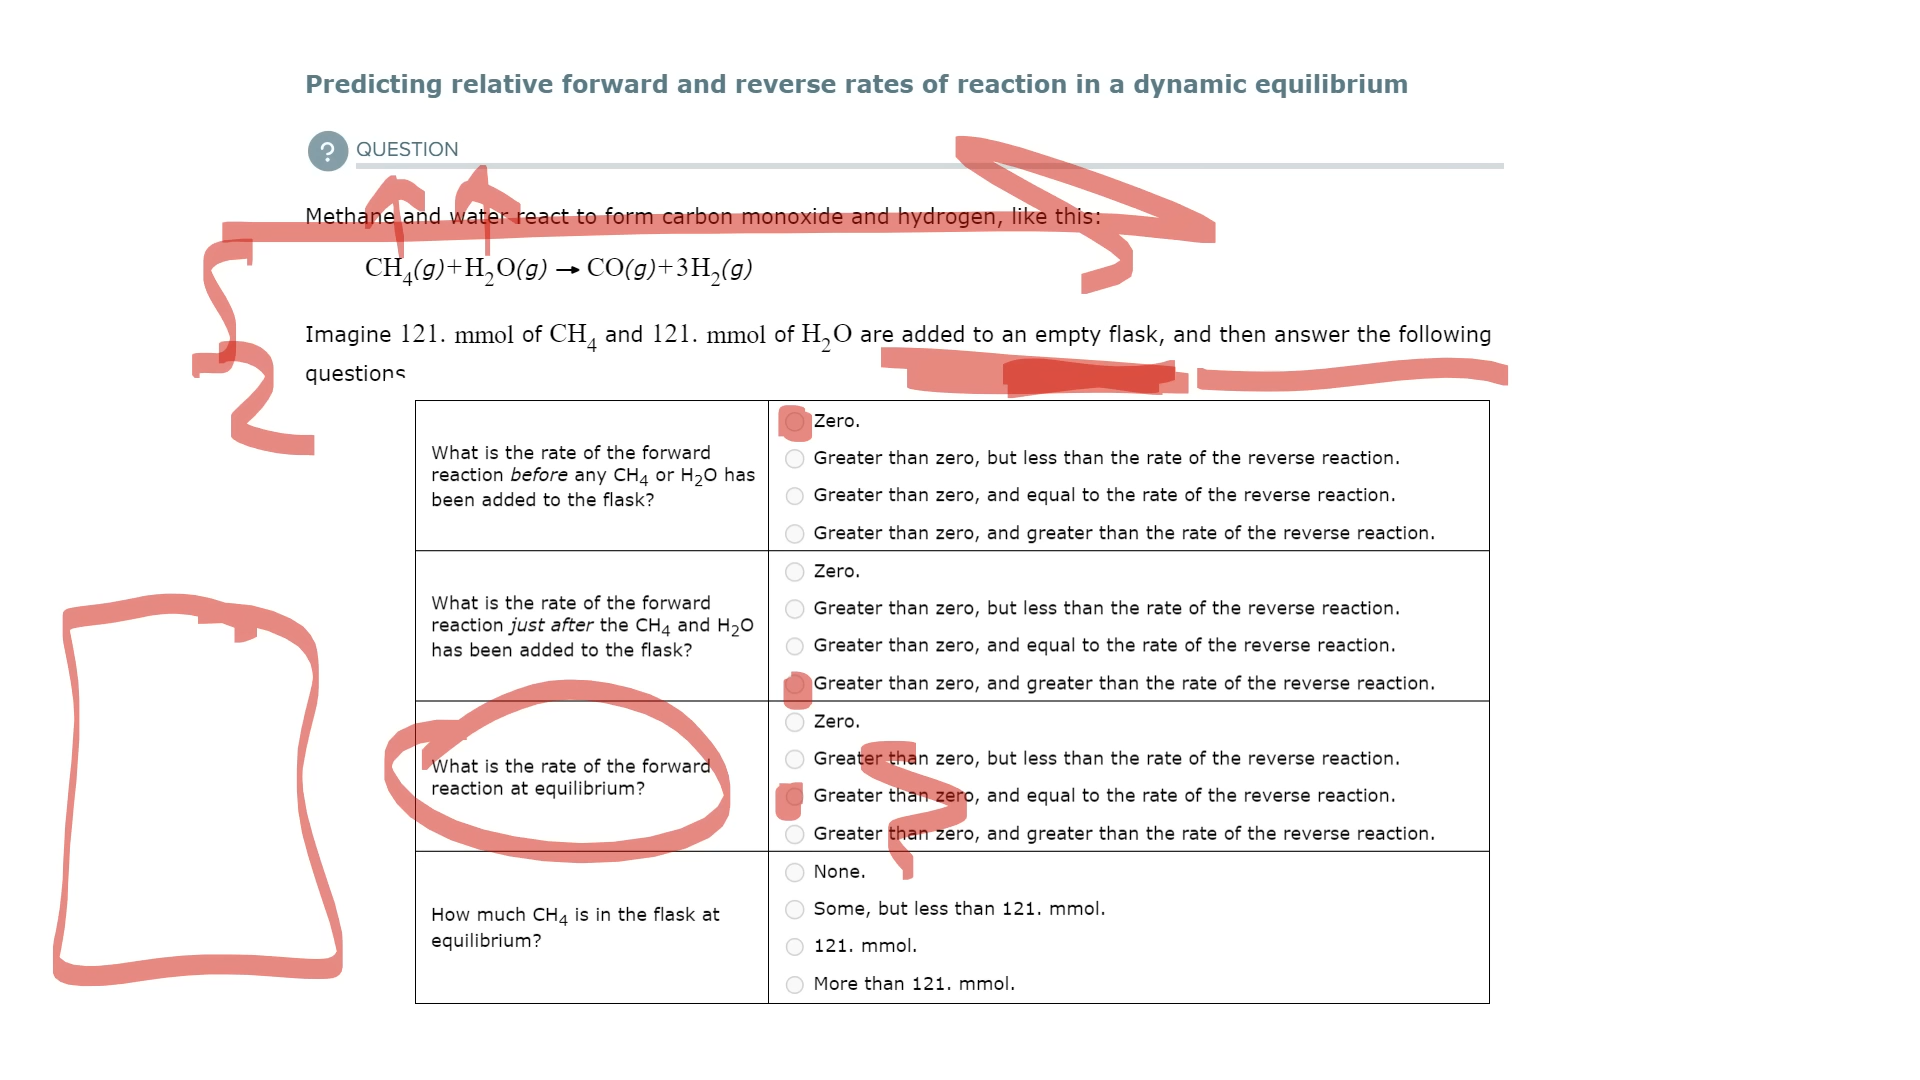 Predicting relative forward and reverse rates of reaction in a dynamic equilibrium
? QUESTION
Methane and water react to form carbon monoxide and hydrogen, like this:
CH₄(g)+H₂O(g) → CO(g)+3H₂(g)
Imagine 121. mmol of CH₄ and 121. mmol of H₂O are added to an empty flask, and then answer the following
questions
What is the rate of the forward
reaction before any CH₄ or H₂O has
been added to the flask?
Zero.
Greater than zero, but less than the rate of the reverse reaction.
Greater than zero, and equal to the rate of the reverse reaction.
Greater than zero, and greater than the rate of the reverse reaction.
What is the rate of the forward
reaction just after the CH₄ and H₂O
has been added to the flask?
Zero.
Greater than zero, but less than the rate of the reverse reaction.
Greater than zero, and equal to the rate of the reverse reaction.
Greater than zero, and greater than the rate of the reverse reaction.
What is the rate of the forward
reaction at equilibrium?
Zero.
Greater than zero, but less than the rate of the reverse reaction.
Greater than zero, and equal to the rate of the reverse reaction.
Greater than zero, and greater than the rate of the reverse reaction.
How much CH₄ is in the flask at
equilibrium?
None.
Some, but less than 121. mmol.
121. mmol.
More than 121. mmol.